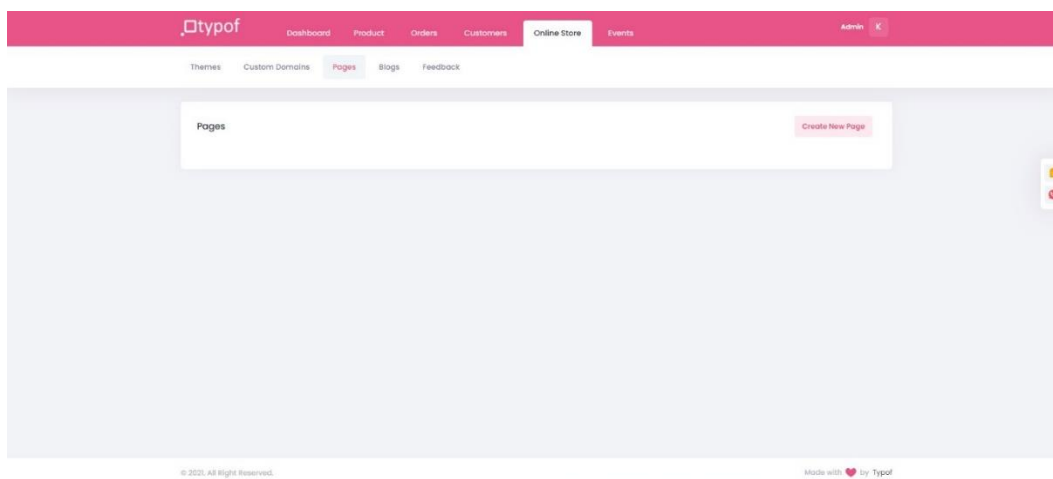 typof
Dashboard Product Orders Customers Online Store Events Admin K
Themes Custom Domains Pages Blogs Feedback
Pages Create New Page
© 2021, All Right Reserved. Made with by Typof